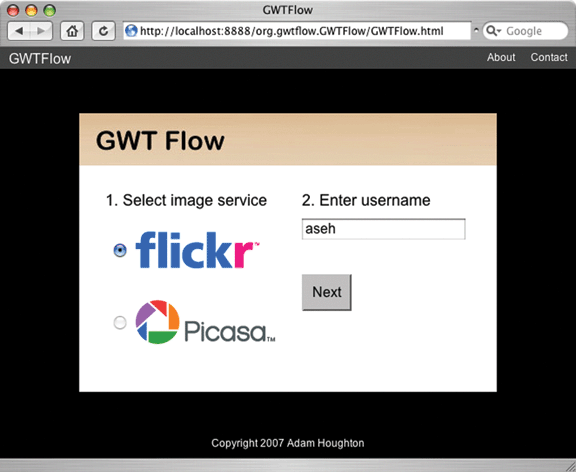 GWTFlow
http://localhost:8888/org.gwtflow.GWTFlow/GWTFlow.html
Google
GWTFlow
About
Contact
GWT Flow
1. Select image service
2. Enter username
flickr™
aseh
Next
Picasa™
Copyright 2007 Adam Houghton